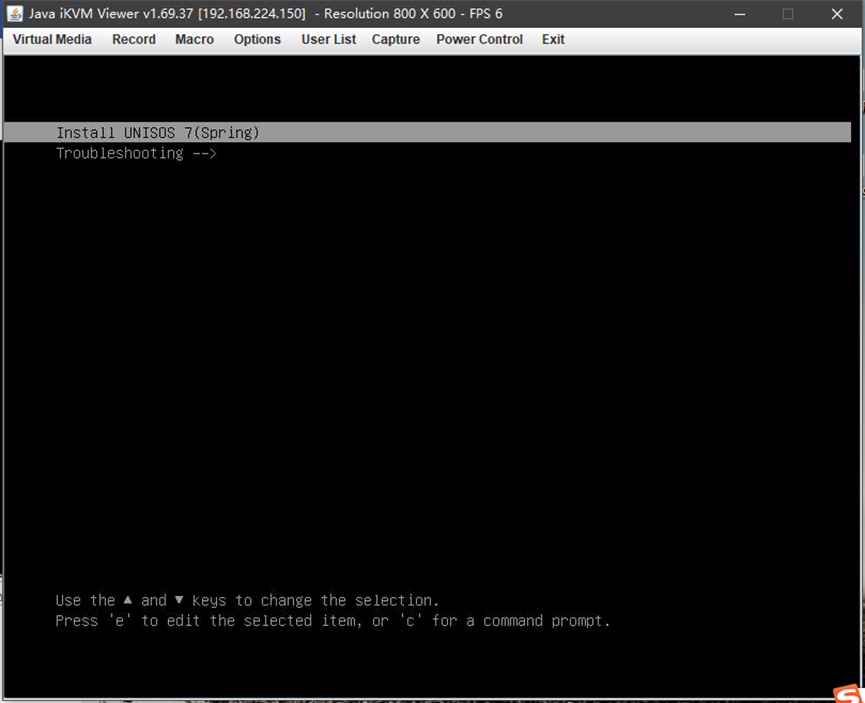 Java iKVM Viewer v1.69.37 [192.168.224.150] - Resolution 800 X 600 - FPS 6
Virtual Media Record Macro Options User List Capture Power Control Exit
Install UNISOS 7(Spring)
Troubleshooting -->
Use the ▲ and ▼ keys to change the selection.
Press 'e' to edit the selected item, or 'c' for a command prompt.